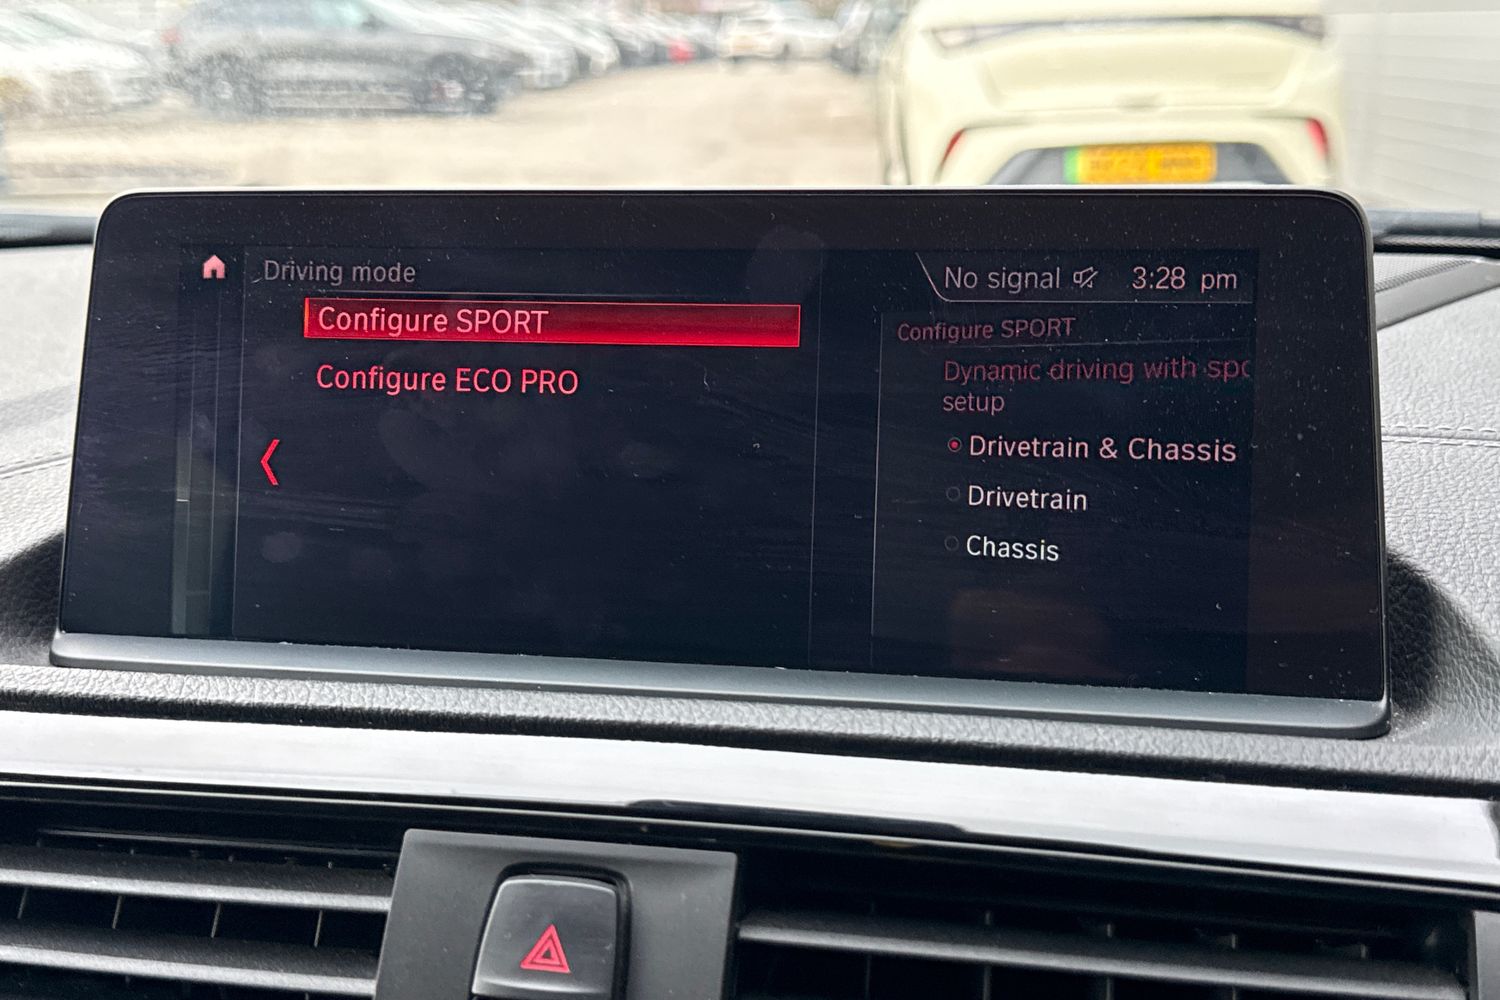 Driving mode
No signal 3:28 pm
Configure SPORT
Configure ECO PRO
Configure SPORT
Dynamic driving with
setup
Drivetrain & Chassis
Drivetrain
Chassis